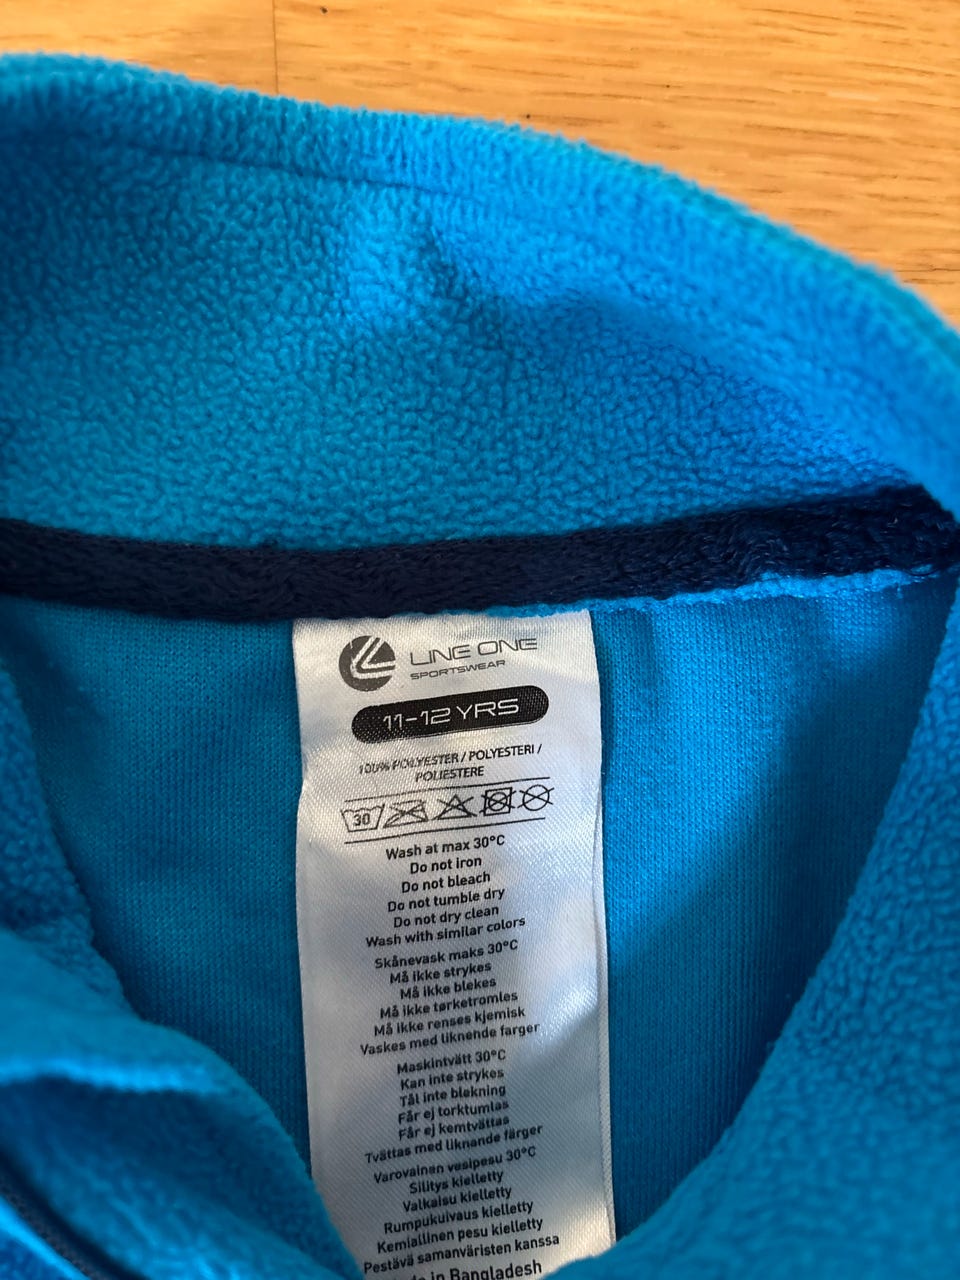 LINE ONE
SPORTSWEAR
11-12 YRS
100% POLYESTER / POLYESTERI /
POLIESTERE
30
Wash at max 30°C
Do not iron
Do not bleach
Do not tumble dry
Do not dry clean
Wash with similar colors
Skånevask maks 30°C
Må ikke strykes
Må ikke blekes
Må ikke tørketromles
Må ikke renses kjemisk
Vaskes med liknende farger
Maskintvätt 30°C
Kan inte strykes
Tål inte blekning
Får ej torktumlas
Får ej kemtvättas
Tvättas med liknande färger
Varovainen vesipesu 30°C
Silitys kielletty
Valkaisu kielletty
Rumpukuivaus kielletty
Kemiallinen pesu kielletty
Pestävä samanväristen kanssa
in Bangladesh